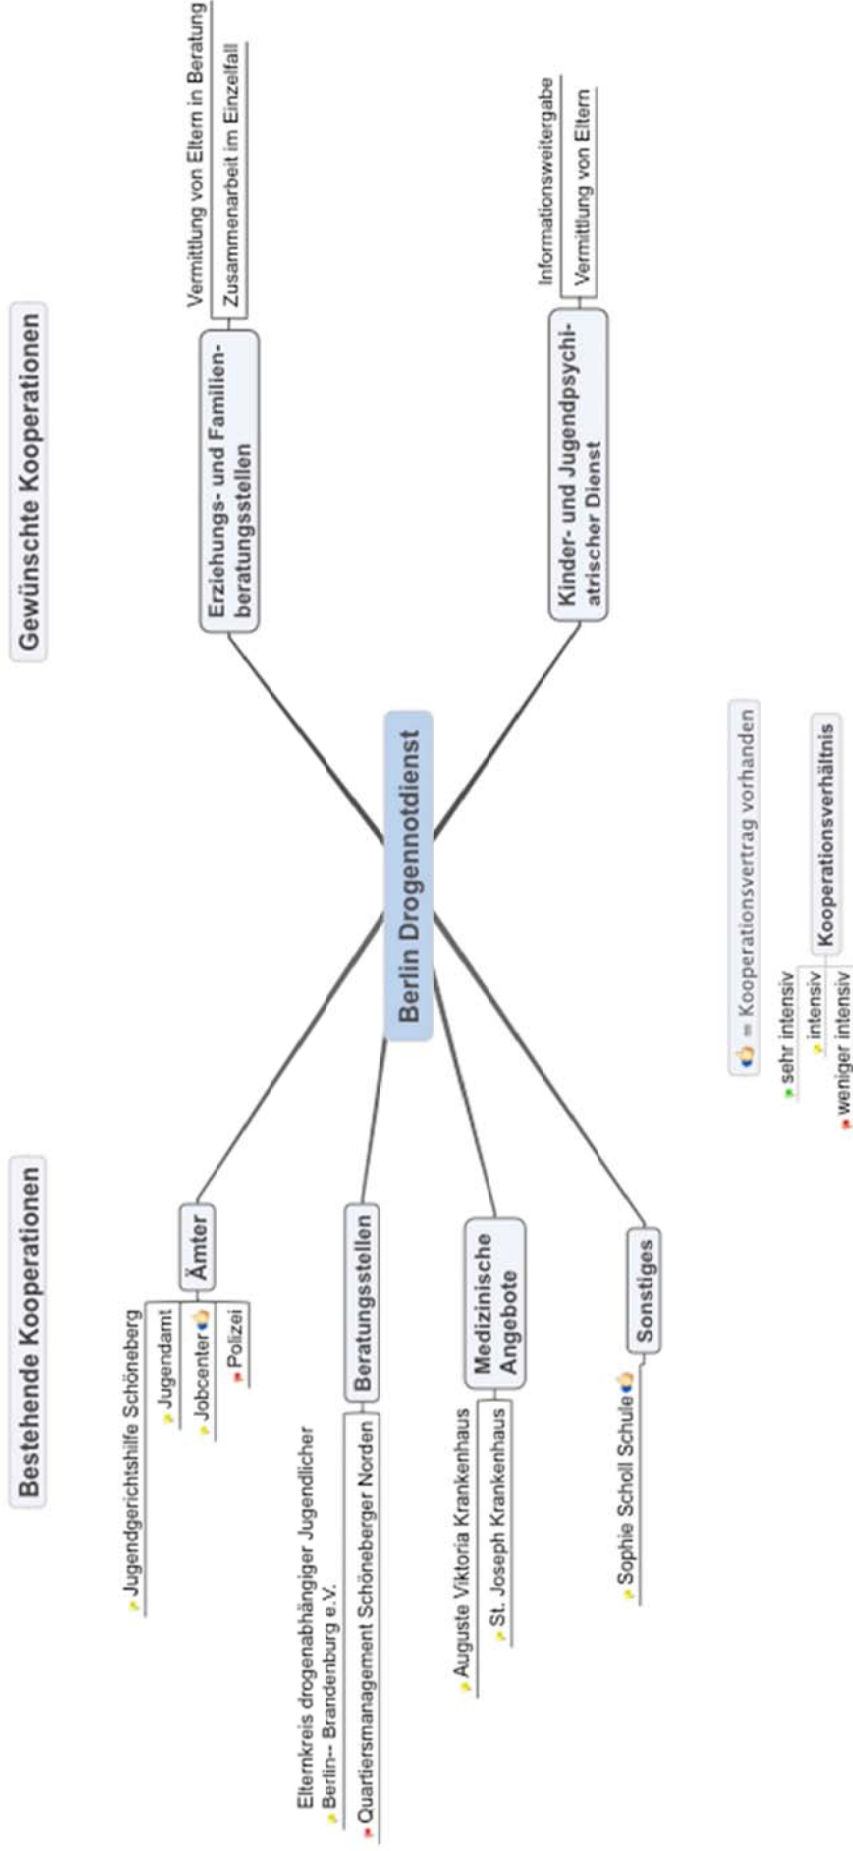 Bestehende Kooperationen
Gewünschte Kooperationen
Jugendgerichtshilfe Schöneberg
Jugendamt
Jobcenter
Polizei
Ämter
Elternkreis drogenabhängiger Jugendlicher
Berlin-- Brandenburg e.V.
Quartiersmanagement Schöneberger Norden
Beratungsstellen
Auguste Viktoria Krankenhaus
St. Joseph Krankenhaus
Medizinische
Angebote
Sophie Scholl Schule
Sonstiges
Berlin Drogennotdienst
Erziehungs- und Familien-
beratungsstellen
Vermittlung von Eltern in Beratung
Zusammenarbeit im Einzelfall
Kinder- und Jugendpsychi-
atrischer Dienst
Informationsweitergabe
Vermittlung von Eltern
= Kooperationsvertrag vorhanden
sehr intensiv
intensiv
weniger intensiv
Kooperationsverhältnis